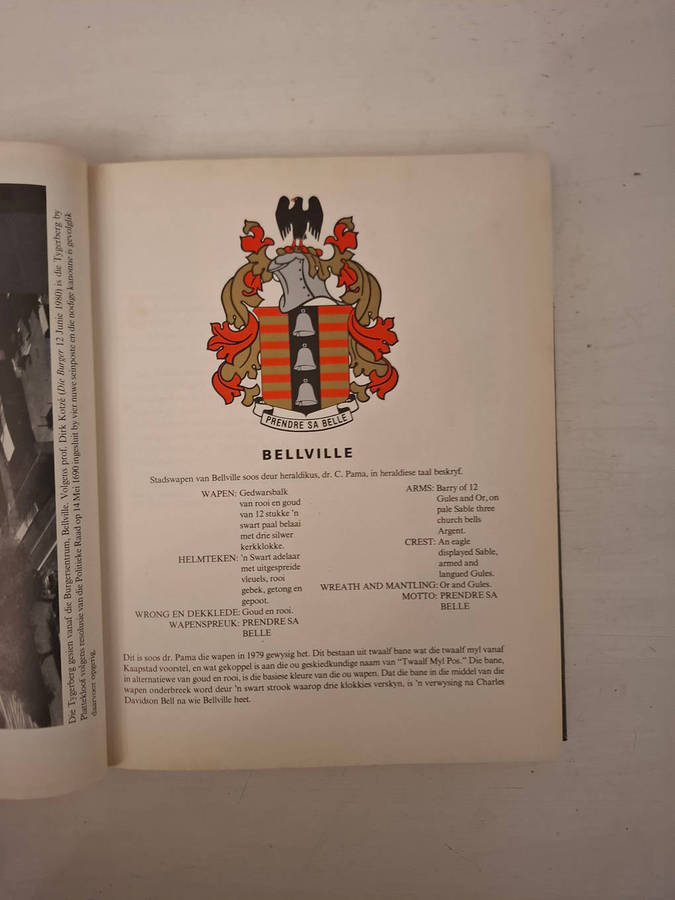 Die Tygerberg gesien vanaf die Burgersentrum, Bellville. Volgens prof. Dirk Kotzé (Die Burger 12 Junie 1980) is die Tygerberg by
Platteklook volgens resolusie van die Politieke Raad op 14 Mei 1690 ingesluit by vier nuwe seinposte en die nodige kanonne is gevolglik
daarvoor opgerig.
PRENDRE SA BELLE
BELLVILLE
Stadswapen van Bellville soos deur heraldikus, dr. C. Pama, in heraldiese taal beskryf.
WAPEN: Gedwarsbalk
van rooi en goud
van 12 stukke 'n
swart paal belaai
met drie silwer
kerkklokke.
HELMTEKEN: 'n Swart adelaar
met uitgespreide
vleuels, rooi
gebek, getong en
gepoot.
WRONG EN DEKKLEDE: Goud en rooi.
WAPENSPREUK: PRENDRE SA
BELLE
ARMS: Barry of 12
Gules and Or, on
pale Sable three
church bells
Argent.
CREST: An eagle
displayed Sable,
armed and
langued Gules.
WREATH AND MANTLING: Or and Gules.
MOTTO: PRENDRE SA
BELLE
Dit is soos dr. Pama die wapen in 1979 gewysig het. Dit bestaan uit twaalf bane wat die twaalf myl vanaf
Kaapstad voorstel, en wat gekoppel is aan die ou geskiedkundige naam van "Twaalf Myl Pos." Die bane,
in alternatiewe van goud en rooi, is die basiese kleure van die ou wapen. Dat die bane in die middel van die
wapen onderbreek word deur 'n swart strook waarop drie klokkies verskyn, is 'n verwysing na Charles
Davidson Bell na wie Bellville heet.